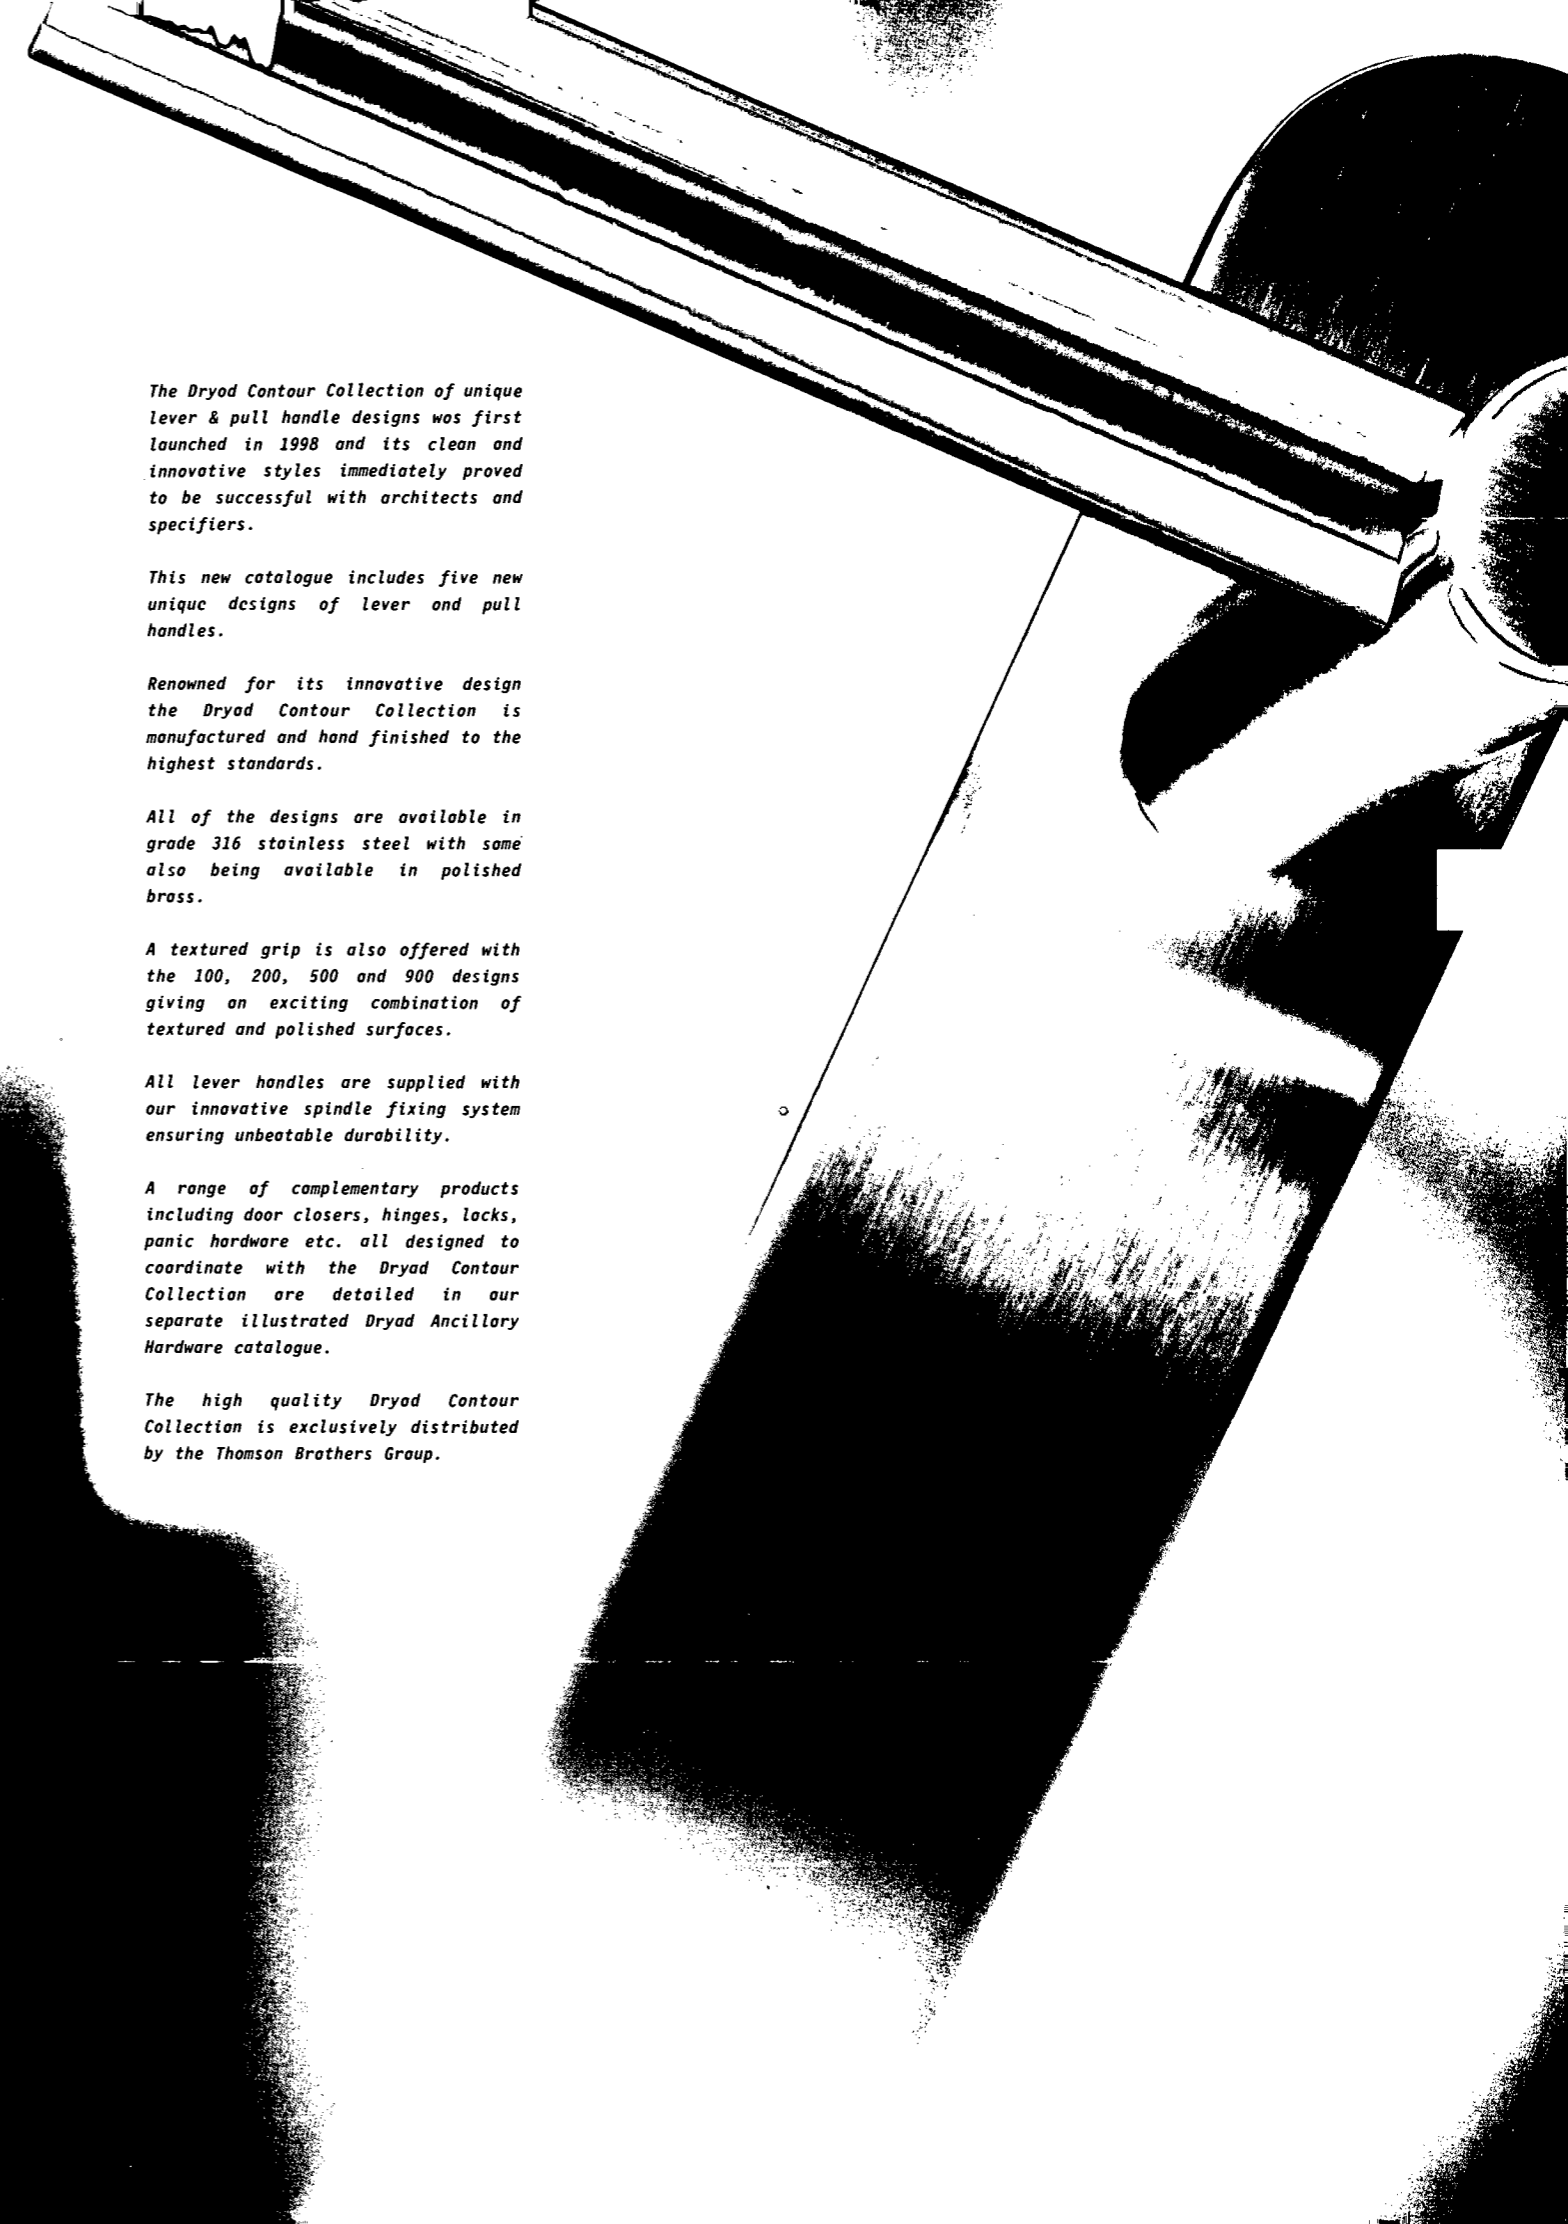 The Dryad Contour Collection of unique
lever & pull handle designs was first
launched in 1998 and its clean and
innovative styles immediately proved
to be successful with architects and
specifiers.
This new catalogue includes five new
unique designs of lever and pull
handles.
Renowned for its innovative design
the Dryad Contour Collection is
manufactured and hand finished to the
highest standards.
All of the designs are available in
grade 316 stainless steel with some
also being available in polished
brass.
A textured grip is also offered with
the 100, 200, 500 and 900 designs
giving an exciting combination of
textured and polished surfaces.
All lever handles are supplied with
our innovative spindle fixing system
ensuring unbeatable durability.
A range of complementary products
including door closers, hinges, locks,
panic hardware etc. all designed to
coordinate with the Dryad Contour
Collection are detailed in our
separate illustrated Dryad Ancillary
Hardware catalogue.
The high quality Dryad Contour
Collection is exclusively distributed
by the Thomson Brothers Group.